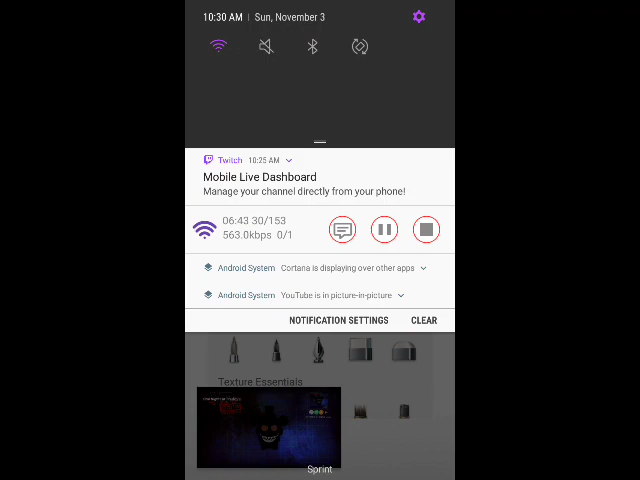 10:30 AM | Sun, November 3
Twitch 10:25 AM
Mobile Live Dashboard
Manage your channel directly from your phone!
06:43 30/153
563.0kbps 0/1
Android System Cortana is displaying over other apps
Android System YouTube is in picture-in-picture
NOTIFICATION SETTINGS CLEAR
Texture Essentials
Sprint